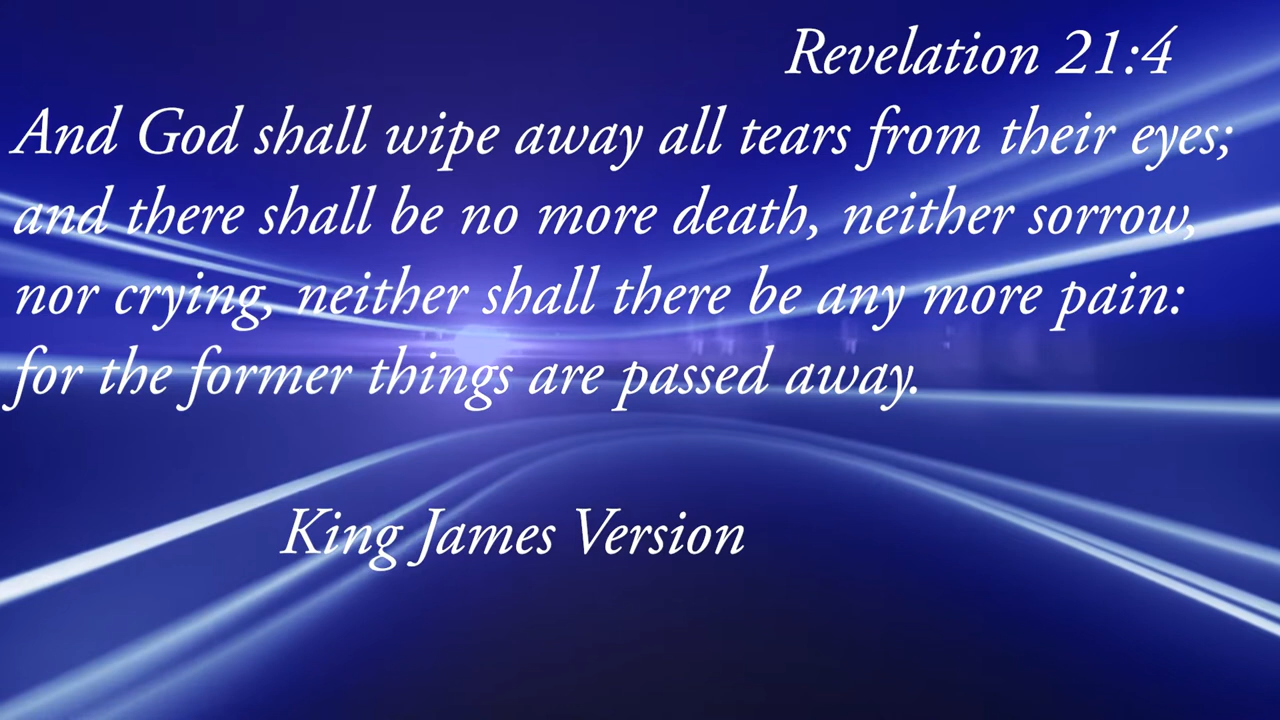 Revelation 21:4
And God shall wipe away all tears from their eyes;
and there shall be no more death, neither sorrow,
nor crying, neither shall there be any more pain:
for the former things are passed away.
King James Version